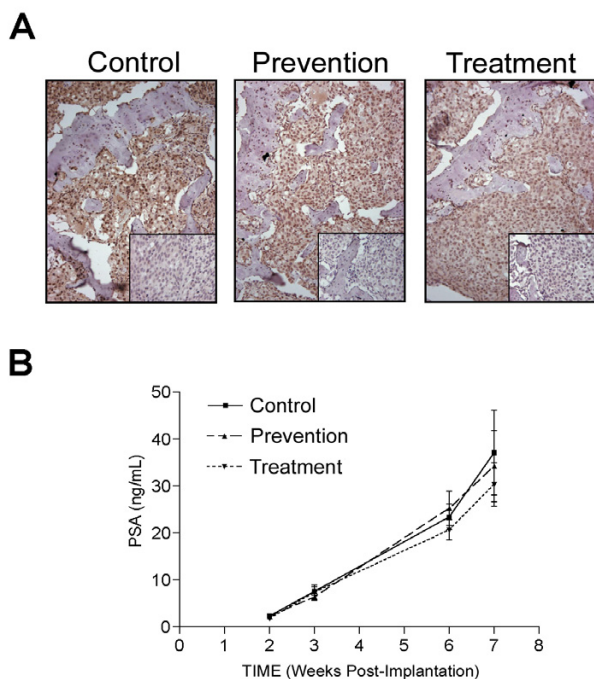 A
Control Prevention Treatment
B
50
40
30
20
10
0
PSA (ng/mL)
Control
Prevention
Treatment
0 1 2 3 4 5 6 7 8
TIME (Weeks Post-Implantation)